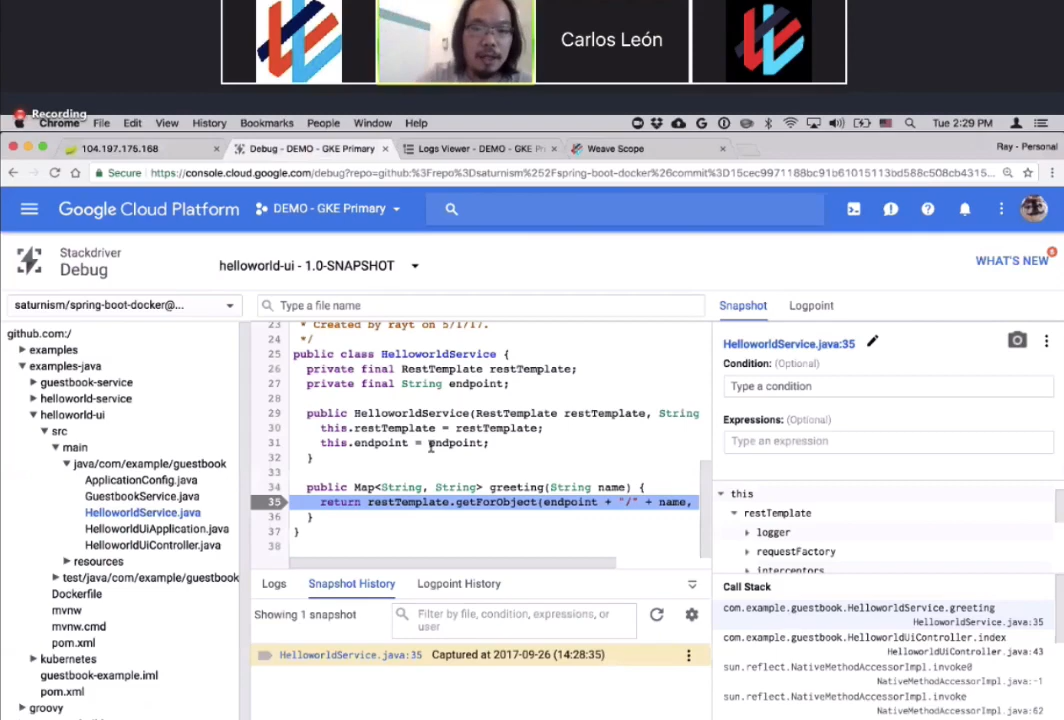 Carlos León
Recording
Chrome File Edit View History Bookmarks People Window Help Tue 2:29 PM
104.197.175.168 × Debug - DEMO - GKE Primary × Logs Viewer - DEMO - GKE Pri × Weave Scope × Ray - Personal
Secure https://console.cloud.google.com/debug?repo=github:%3Frepo%3Dsaturnism%252Fspring-boot-docker%26commit%3D15cec9971188bc91b61015113bd588c508cb4315...
Google Cloud Platform DEMO - GKE Primary
Stackdriver
Debug
helloworld-ui - 1.0-SNAPSHOT
WHAT'S NEW
saturnism/spring-boot-docker@...
Type a file name
Snapshot Logpoint
github.com:/
examples
examples-java
guestbook-service
helloworld-service
helloworld-ui
src
main
java/com/example/guestbook
ApplicationConfig.java
GuestbookService.java
HelloworldService.java
HelloworldUiApplication.java
HelloworldUiController.java
resources
test/java/com/example/guestbook
Dockerfile
mvnw
mvnw.cmd
pom.xml
kubernetes
guestbook-example.iml
pom.xml
groovy
23 * Created by rayt on 5/1/17.
24 */
25 public class HelloworldService {
26 private final RestTemplate restTemplate;
27 private final String endpoint;
28
29 public HelloworldService(RestTemplate restTemplate, String
30 this.restTemplate = restTemplate;
31 this.endpoint = endpoint;
32 }
33
34 public Map<String, String> greeting(String name) {
35 return restTemplate.getForObject(endpoint + "/" + name,
36 }
37 }
38
Logs Snapshot History Logpoint History
Showing 1 snapshot
Filter by file, condition, expressions, or
user
HelloworldService.java:35 Captured at 2017-09-26 (14:28:35)
HelloworldService.java:35
Condition: (Optional)
Type a condition
Expressions: (Optional)
Type an expression
this
restTemplate
logger
requestFactory
interceptors
Call Stack
com.example.guestbook.HelloworldService.greeting
HelloworldService.java:35
com.example.guestbook.HelloworldUiController.index
HelloworldUiController.java:43
sun.reflect.NativeMethodAccessorImpl.invoke0
NativeMethodAccessorImpl.java:-1
sun.reflect.NativeMethodAccessorImpl.invoke
NativeMethodAccessorImpl.java:62